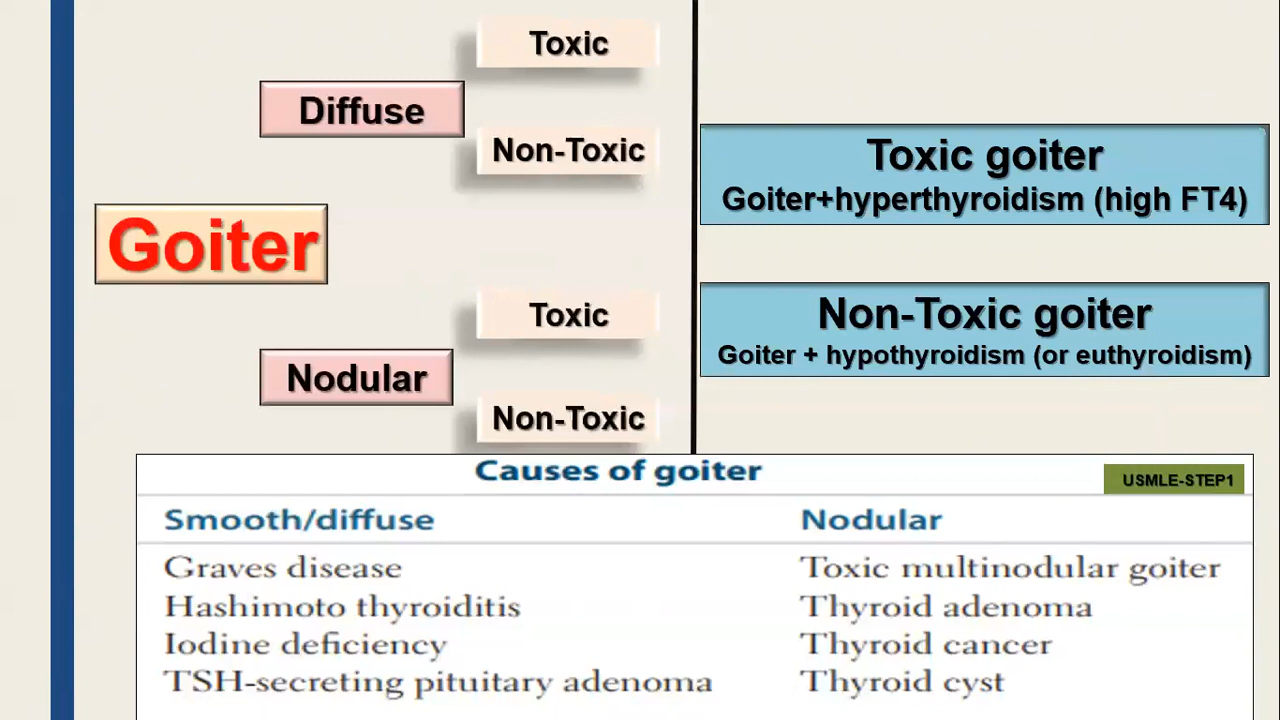 Toxic
Diffuse
Non-Toxic
Goiter
Toxic
Nodular
Non-Toxic
Toxic goiter
Goiter+hyperthyroidism (high FT4)
Non-Toxic goiter
Goiter + hypothyroidism (or euthyroidism)
Causes of goiter
USMLE-STEP1
Smooth/diffuse
Nodular
Graves disease
Toxic multinodular goiter
Hashimoto thyroiditis
Thyroid adenoma
Iodine deficiency
Thyroid cancer
TSH-secreting pituitary adenoma
Thyroid cyst